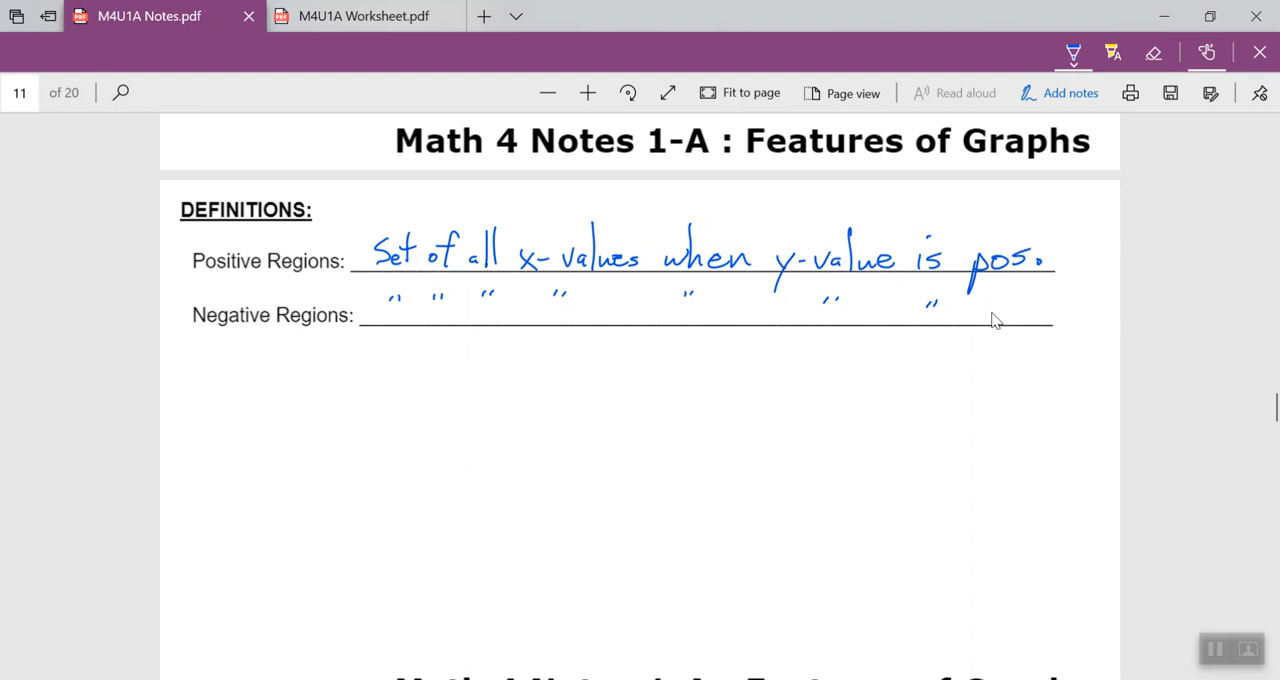 M4U1A Notes.pdf
M4U1A Worksheet.pdf
11 of 20
Fit to page
Page view
Read aloud
Add notes
Math 4 Notes 1-A : Features of Graphs
DEFINITIONS:
Positive Regions: Set of all x-values when y-value is pos.
Negative Regions: " " " " " " "